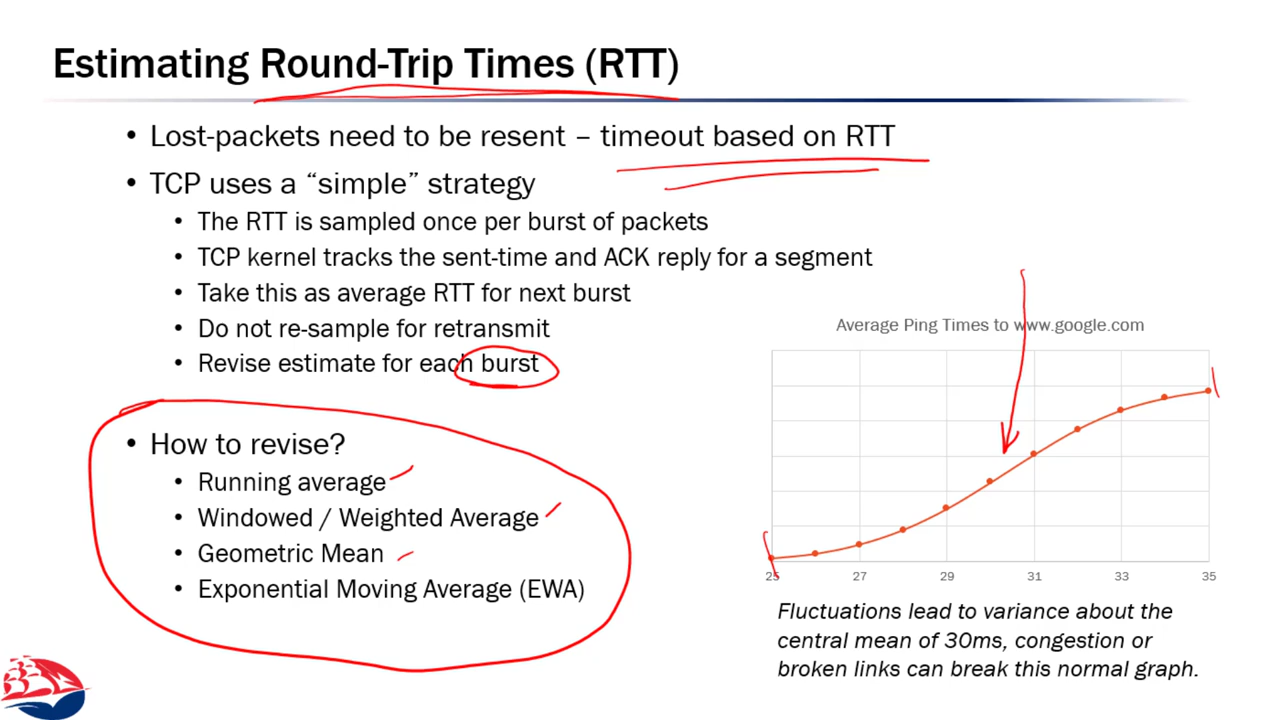 Estimating Round-Trip Times (RTT)
• Lost-packets need to be resent – timeout based on RTT
• TCP uses a “simple” strategy
• The RTT is sampled once per burst of packets
• TCP kernel tracks the sent-time and ACK reply for a segment
• Take this as average RTT for next burst
• Do not re-sample for retransmit
• Revise estimate for each burst
• How to revise?
• Running average
• Windowed / Weighted Average
• Geometric Mean
• Exponential Moving Average (EWA)
Average Ping Times to www.google.com
25 27 29 31 33 35
Fluctuations lead to variance about the
central mean of 30ms, congestion or
broken links can break this normal graph.